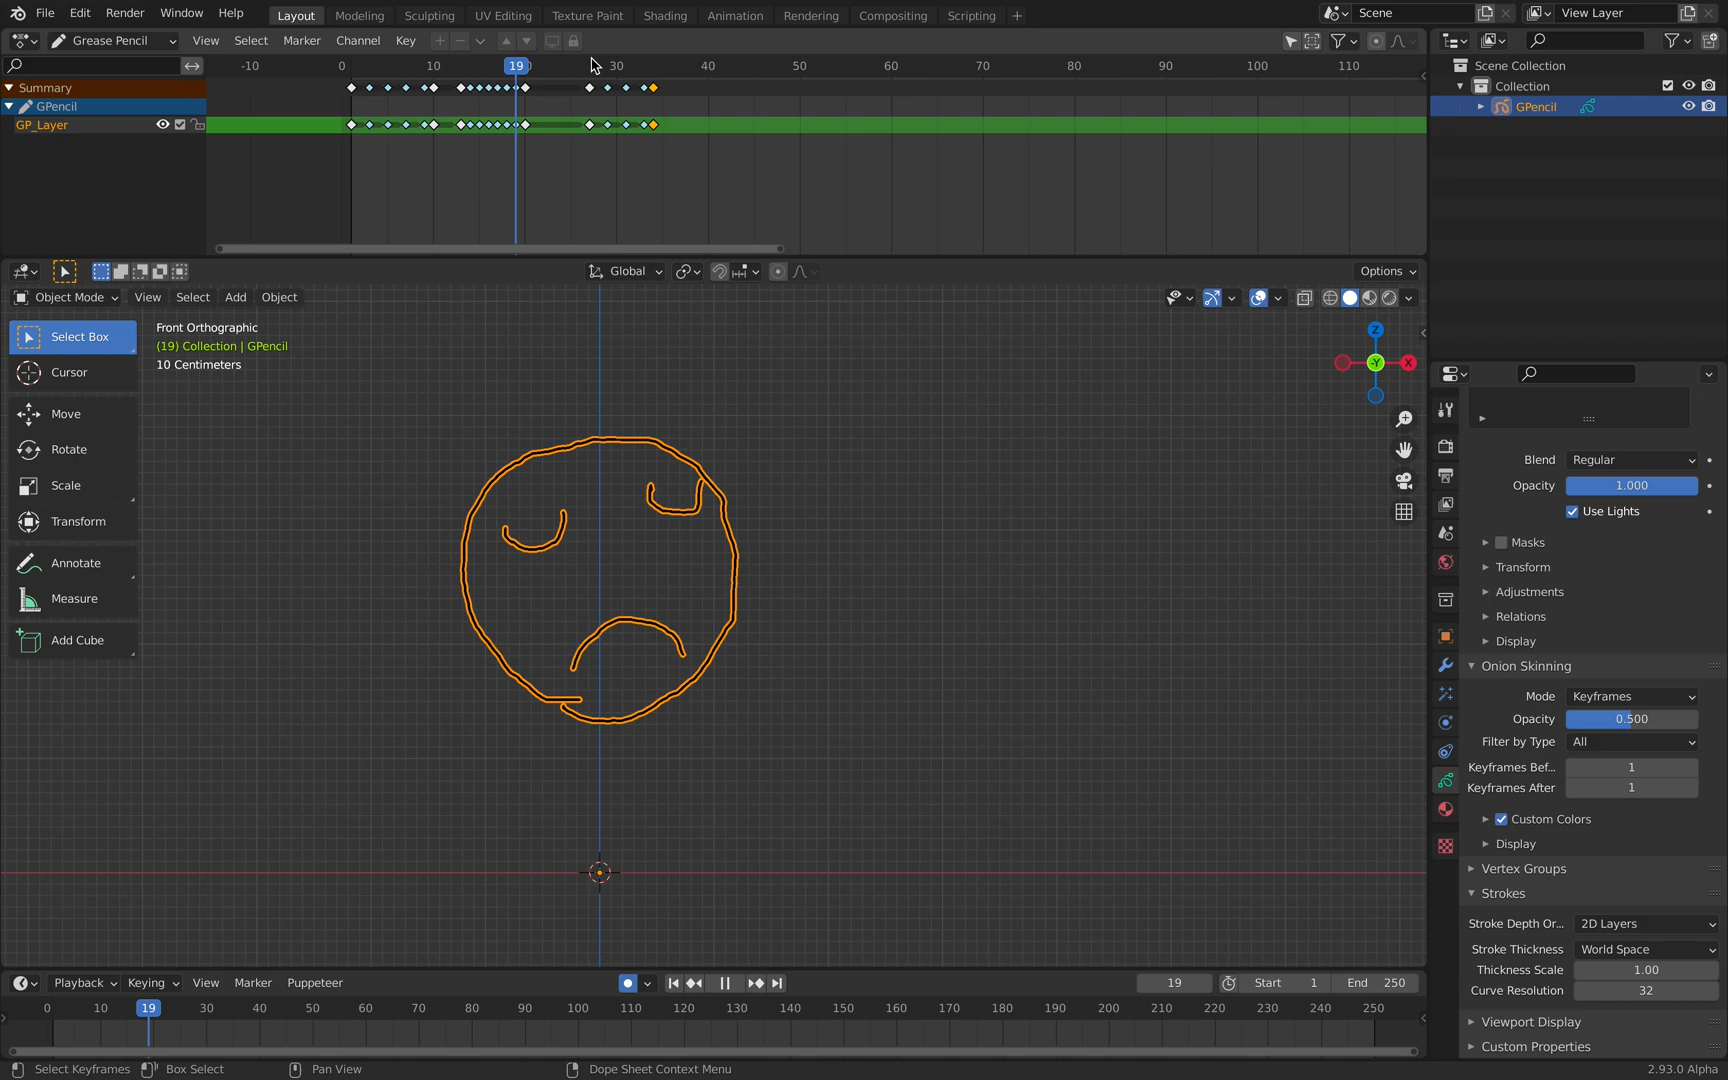 File Edit Render Window Help Layout Modeling Sculpting UV Editing Texture Paint Shading Animation Rendering Compositing Scripting + Scene View Layer
Grease Pencil View Select Marker Channel Key
-10 0 10 19 30 40 50 60 70 80 90 100 110
Summary
GPencil
GP_Layer
Scene Collection
Collection
GPencil
Global Options
Object Mode View Select Add Object
Select Box
Cursor
Move
Rotate
Scale
Transform
Annotate
Measure
Add Cube
Front Orthographic
(19) Collection | GPencil
10 Centimeters
Z
-Y
X
Blend Regular
Opacity 1.000
Use Lights
Masks
Transform
Adjustments
Relations
Display
Onion Skinning
Mode Keyframes
Opacity 0.500
Filter by Type All
Keyframes Bef... 1
Keyframes After 1
Custom Colors
Display
Vertex Groups
Strokes
Stroke Depth Or... 2D Layers
Stroke Thickness World Space
Thickness Scale 1.00
Curve Resolution 32
Viewport Display
Custom Properties
Playback Keying View Marker Puppeteer 19 Start 1 End 250
0 10 19 30 40 50 60 70 80 90 100 110 120 130 140 150 160 170 180 190 200 210 220 230 240 250
Select Keyframes Box Select Pan View Dope Sheet Context Menu 2.93.0 Alpha